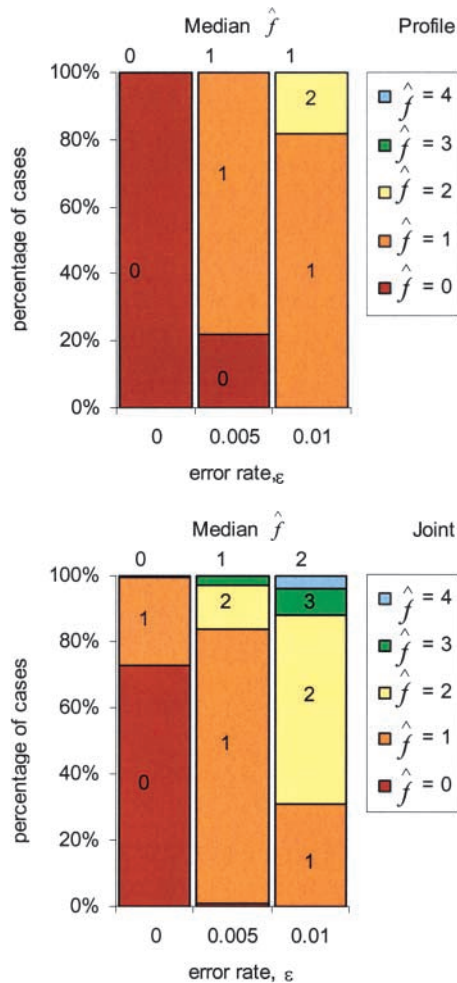 Median f̂ Profile
0 1 1
100%
80%
60%
40%
20%
0%
percentage of cases
0
1
0
2
1
0 0.005 0.01
error rate,ε
f̂ = 4
f̂ = 3
f̂ = 2
f̂ = 1
f̂ = 0
Median f̂ Joint
0 1 2
100%
80%
60%
40%
20%
0%
percentage of cases
1
0
2
1
3
2
1
0 0.005 0.01
error rate, ε
f̂ = 4
f̂ = 3
f̂ = 2
f̂ = 1
f̂ = 0